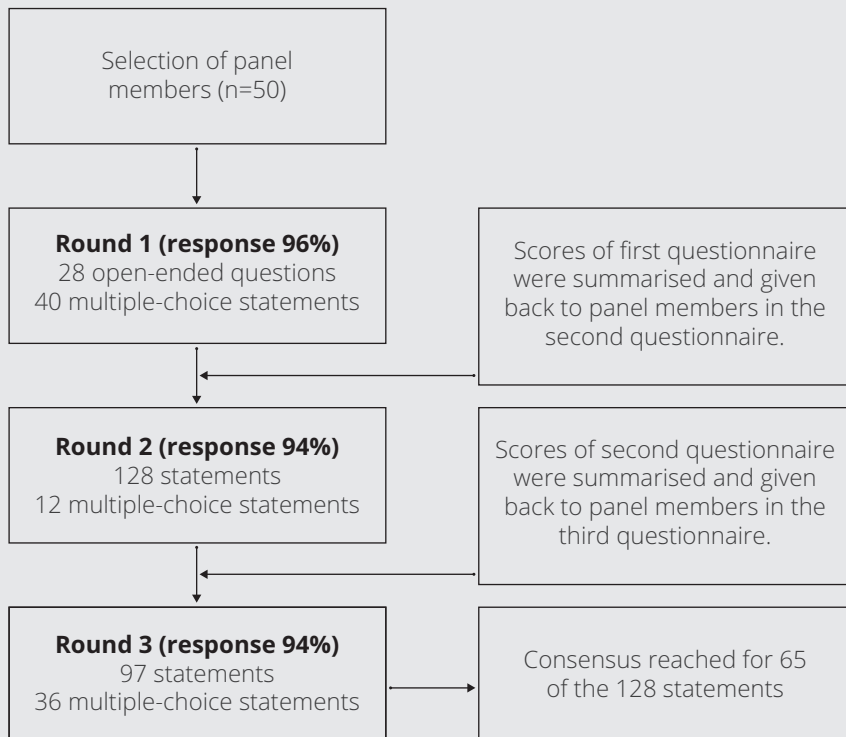 Selection of panel
members (n=50)
Round 1 (response 96%)
28 open-ended questions
40 multiple-choice statements
Scores of first questionnaire
were summarised and given
back to panel members in the
second questionnaire.
Round 2 (response 94%)
128 statements
12 multiple-choice statements
Scores of second questionnaire
were summarised and given
back to panel members in the
third questionnaire.
Round 3 (response 94%)
97 statements
36 multiple-choice statements
Consensus reached for 65
of the 128 statements